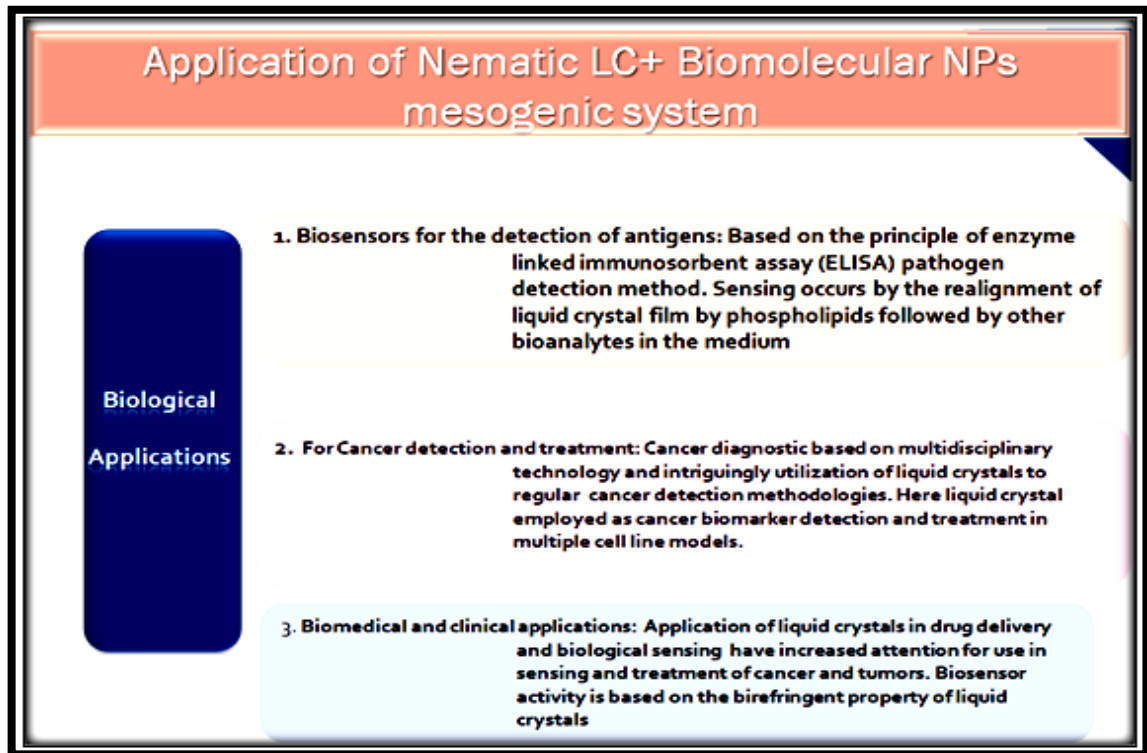 Application of Nematic LC+ Biomolecular NPs
mesogenic system
Biological
Applications
1. Biosensors for the detection of antigens: Based on the principle of enzyme
linked immunosorbent assay (ELISA) pathogen
detection method. Sensing occurs by the realignment of
liquid crystal film by phospholipids followed by other
bioanalytes in the medium
2. For Cancer detection and treatment: Cancer diagnostic based on multidisciplinary
technology and intriguingly utilization of liquid crystals to
regular cancer detection methodologies. Here liquid crystal
employed as cancer biomarker detection and treatment in
multiple cell line models.
3. Biomedical and clinical applications: Application of liquid crystals in drug delivery
and biological sensing have increased attention for use in
sensing and treatment of cancer and tumors. Biosensor
activity is based on the birefringent property of liquid
crystals